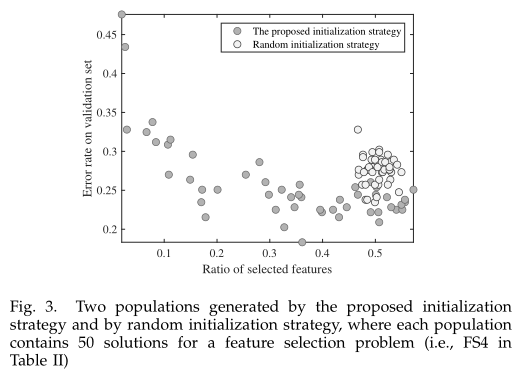 0.45
0.4
0.35
0.3
0.25
0.2
Error rate on validation set
The proposed initialization strategy
Random initialization strategy
0.1
0.2
0.3
0.4
0.5
Ratio of selected features
Fig. 3. Two populations generated by the proposed initialization
strategy and by random initialization strategy, where each population
contains 50 solutions for a feature selection problem (i.e., FS4 in
Table II)